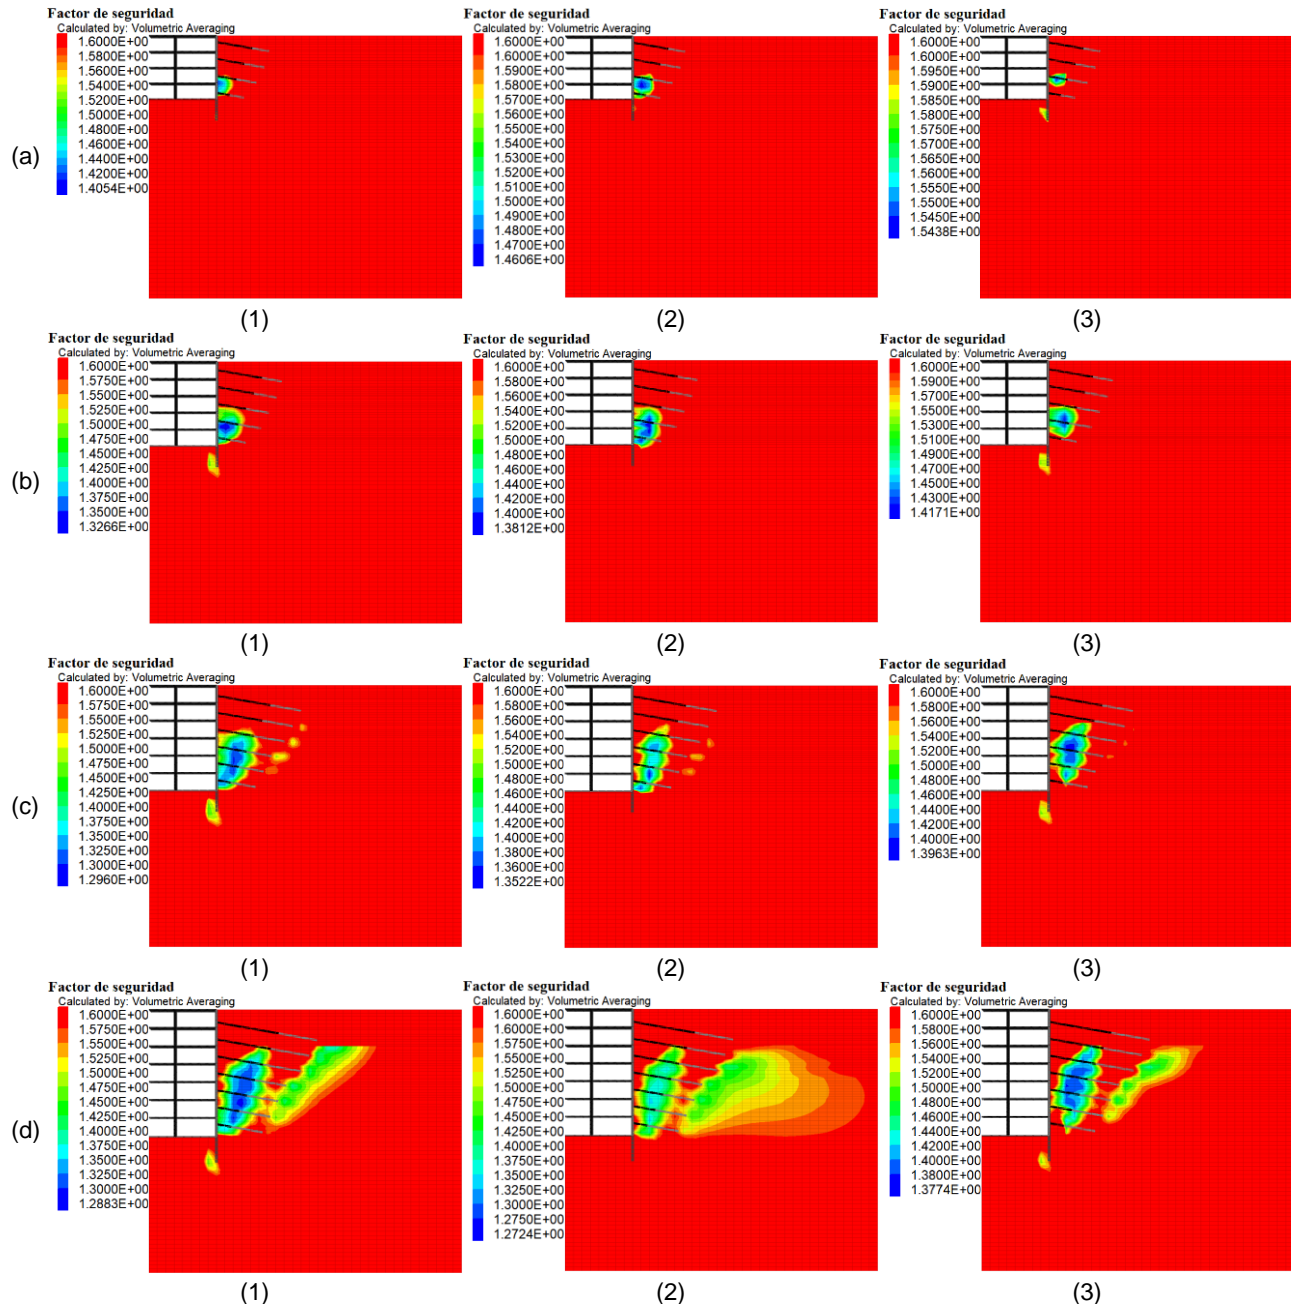 Factor de seguridad
Calculated by: Volumetric Averaging
1.6000E+00
1.5800E+00
1.5600E+00
1.5400E+00
1.5200E+00
1.5000E+00
1.4800E+00
1.4600E+00
1.4400E+00
1.4200E+00
1.4054E+00
Factor de seguridad
Calculated by: Volumetric Averaging
1.6000E+00
1.6000E+00
1.5900E+00
1.5700E+00
1.5600E+00
1.5500E+00
1.5300E+00
1.5200E+00
1.5100E+00
1.4900E+00
1.4800E+00
1.4700E+00
1.4606E+00
Factor de seguridad
Calculated by: Volumetric Averaging
1.6000E+00
1.6000E+00
1.5950E+00
1.5900E+00
1.5850E+00
1.5800E+00
1.5750E+00
1.5700E+00
1.5650E+00
1.5600E+00
1.5550E+00
1.5500E+00
1.5450E+00
1.5438E+00
(a)
(1)
(2)
(3)
Factor de seguridad
Calculated by: Volumetric Averaging
1.6000E+00
1.5750E+00
1.5500E+00
1.5250E+00
1.5000E+00
1.4750E+00
1.4500E+00
1.4250E+00
1.4000E+00
1.3750E+00
1.3500E+00
1.3266E+00
Factor de seguridad
Calculated by: Volumetric Averaging
1.6000E+00
1.5800E+00
1.5600E+00
1.5400E+00
1.5200E+00
1.5000E+00
1.4800E+00
1.4600E+00
1.4400E+00
1.4200E+00
1.4000E+00
1.3812E+00
Factor de seguridad
Calculated by: Volumetric Averaging
1.6000E+00
1.5900E+00
1.5700E+00
1.5500E+00
1.5300E+00
1.5100E+00
1.4900E+00
1.4700E+00
1.4500E+00
1.4300E+00
1.4171E+00
(b)
(1)
(2)
(3)
Factor de seguridad
Calculated by: Volumetric Averaging
1.6000E+00
1.5750E+00
1.5500E+00
1.5250E+00
1.5000E+00
1.4750E+00
1.4500E+00
1.4250E+00
1.4000E+00
1.3750E+00
1.3500E+00
1.3250E+00
1.3000E+00
1.2960E+00
Factor de seguridad
Calculated by: Volumetric Averaging
1.6000E+00
1.5800E+00
1.5600E+00
1.5400E+00
1.5200E+00
1.5000E+00
1.4800E+00
1.4600E+00
1.4400E+00
1.4200E+00
1.4000E+00
1.3800E+00
1.3600E+00
1.3522E+00
Factor de seguridad
Calculated by: Volumetric Averaging
1.6000E+00
1.5800E+00
1.5600E+00
1.5400E+00
1.5200E+00
1.5000E+00
1.4800E+00
1.4600E+00
1.4400E+00
1.4200E+00
1.4000E+00
1.3963E+00
(c)
(1)
(2)
(3)
Factor de seguridad
Calculated by: Volumetric Averaging
1.6000E+00
1.5750E+00
1.5500E+00
1.5250E+00
1.5000E+00
1.4750E+00
1.4500E+00
1.4250E+00
1.4000E+00
1.3750E+00
1.3500E+00
1.3250E+00
1.3000E+00
1.2883E+00
Factor de seguridad
Calculated by: Volumetric Averaging
1.6000E+00
1.6000E+00
1.5750E+00
1.5500E+00
1.5250E+00
1.5000E+00
1.4750E+00
1.4500E+00
1.4250E+00
1.4000E+00
1.3750E+00
1.3500E+00
1.3250E+00
1.3000E+00
1.2750E+00
1.2724E+00
Factor de seguridad
Calculated by: Volumetric Averaging
1.6000E+00
1.5800E+00
1.5600E+00
1.5400E+00
1.5200E+00
1.5000E+00
1.4800E+00
1.4600E+00
1.4400E+00
1.4200E+00
1.4000E+00
1.3800E+00
1.3774E+00
(d)
(1)
(2)
(3)